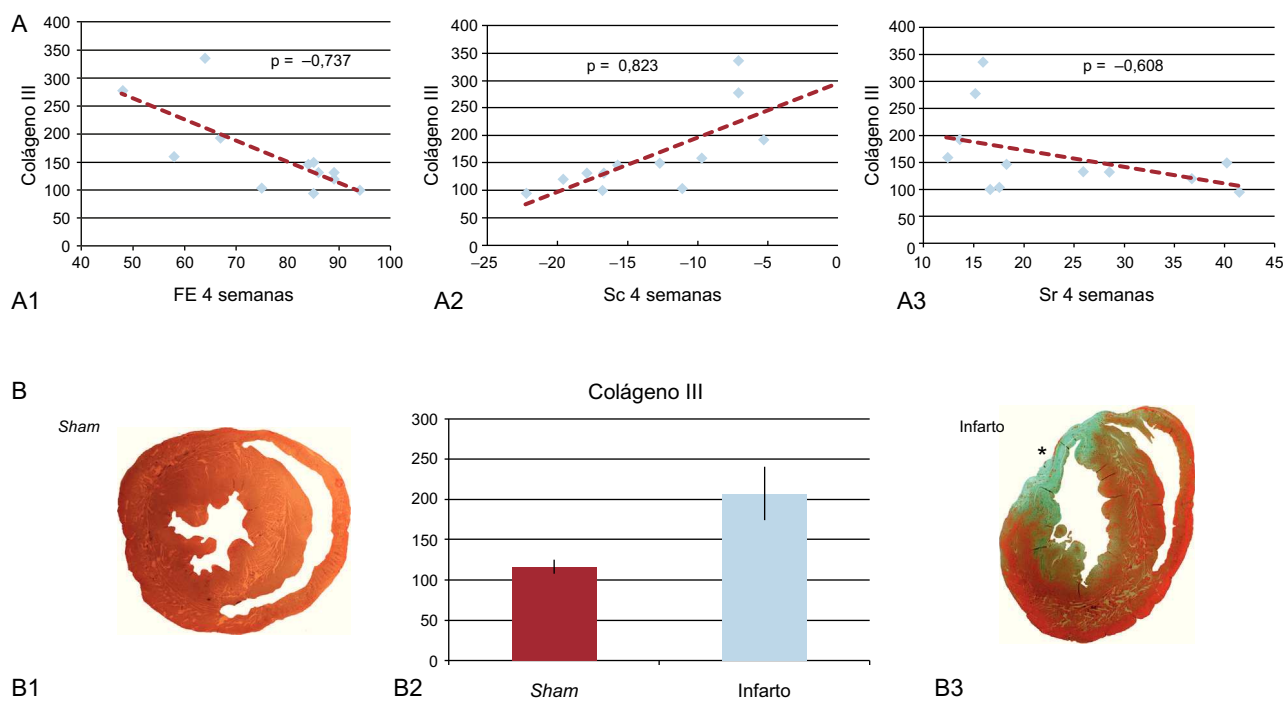 A
400
350
300
250
200
150
100
50
0
Colágeno III
p = –0,737
40 50 60 70 80 90 100
FE 4 semanas
A1
400
350
300
250
200
150
100
50
0
Colágeno III
p = 0,823
–25 –20 –15 –10 –5 0
Sc 4 semanas
A2
400
350
300
250
200
150
100
50
0
Colágeno III
p = –0,608
10 15 20 25 30 35 40 45
Sr 4 semanas
A3
B
Sham
B1
Colágeno III
300
250
200
150
100
50
0
Sham Infarto
B2
Infarto
*
B3